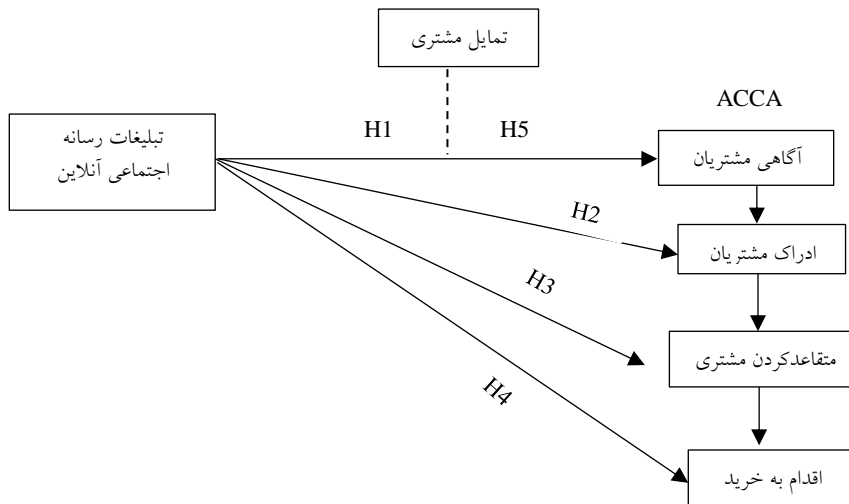 تمایل مشتری
ACCA
تبلیغات رسانه
اجتماعی آنلاین
H1
H5
آگاهی مشتریان
H2
ادراک مشتریان
H3
متقاعدکردن مشتری
H4
اقدام به خرید